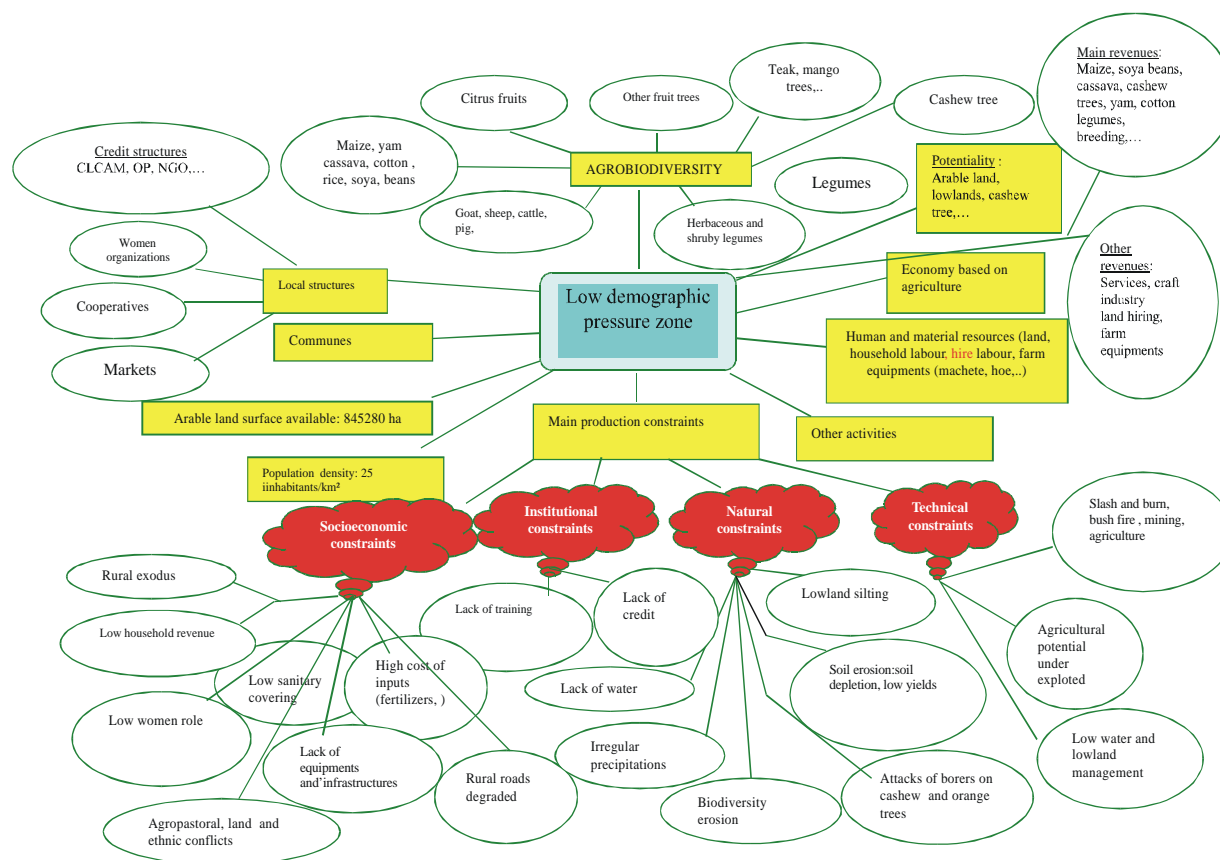 Main revenues:
Maize, soya beans,
cassava, cashew
trees, yam, cotton
legumes,
breeding,…
Teak, mango
trees,..
Citrus fruits
Other fruit trees
Cashew tree
Credit structures
CLCAM, OP, NGO,…
Maize, yam
cassava, cotton ,
rice, soya, beans
AGROBIODIVERSITY
Potentiality :
Arable land,
lowlands, cashew
tree,…
Legumes
Goat, sheep, cattle,
pig,
Herbaceous and
shruby legumes
Women
organizations
Other
revenues:
Services, craft
industry
land hiring,
farm
equipments
Local structures
Economy based on
agriculture
Cooperatives
Low demographic
pressure zone
Communes
Human and material resources (land,
household labour, hire labour, farm
equipments (machete, hoe,..)
Markets
Arable land surface available: 845280 ha
Main production constraints
Other activities
Population density: 25
iinhabitants/km²
Socioeconomic
constraints
Institutional
constraints
Natural
constraints
Technical
constraints
Slash and burn,
bush fire , mining,
agriculture
Rural exodus
Lack of training
Lack of
credit
Lowland silting
Low household revenue
Agricultural
potential
under
exploted
Low sanitary
covering
High cost of
inputs
(fertilizers, )
Lack of water
Soil erosion:soil
depletion, low yields
Low women role
Lack of
equipments
and'infrastructures
Irregular
precipitations
Low water and
lowland
management
Rural roads
degraded
Attacks of borers on
cashew and orange
trees
Biodiversity
erosion
Agropastoral, land and
ethnic conflicts